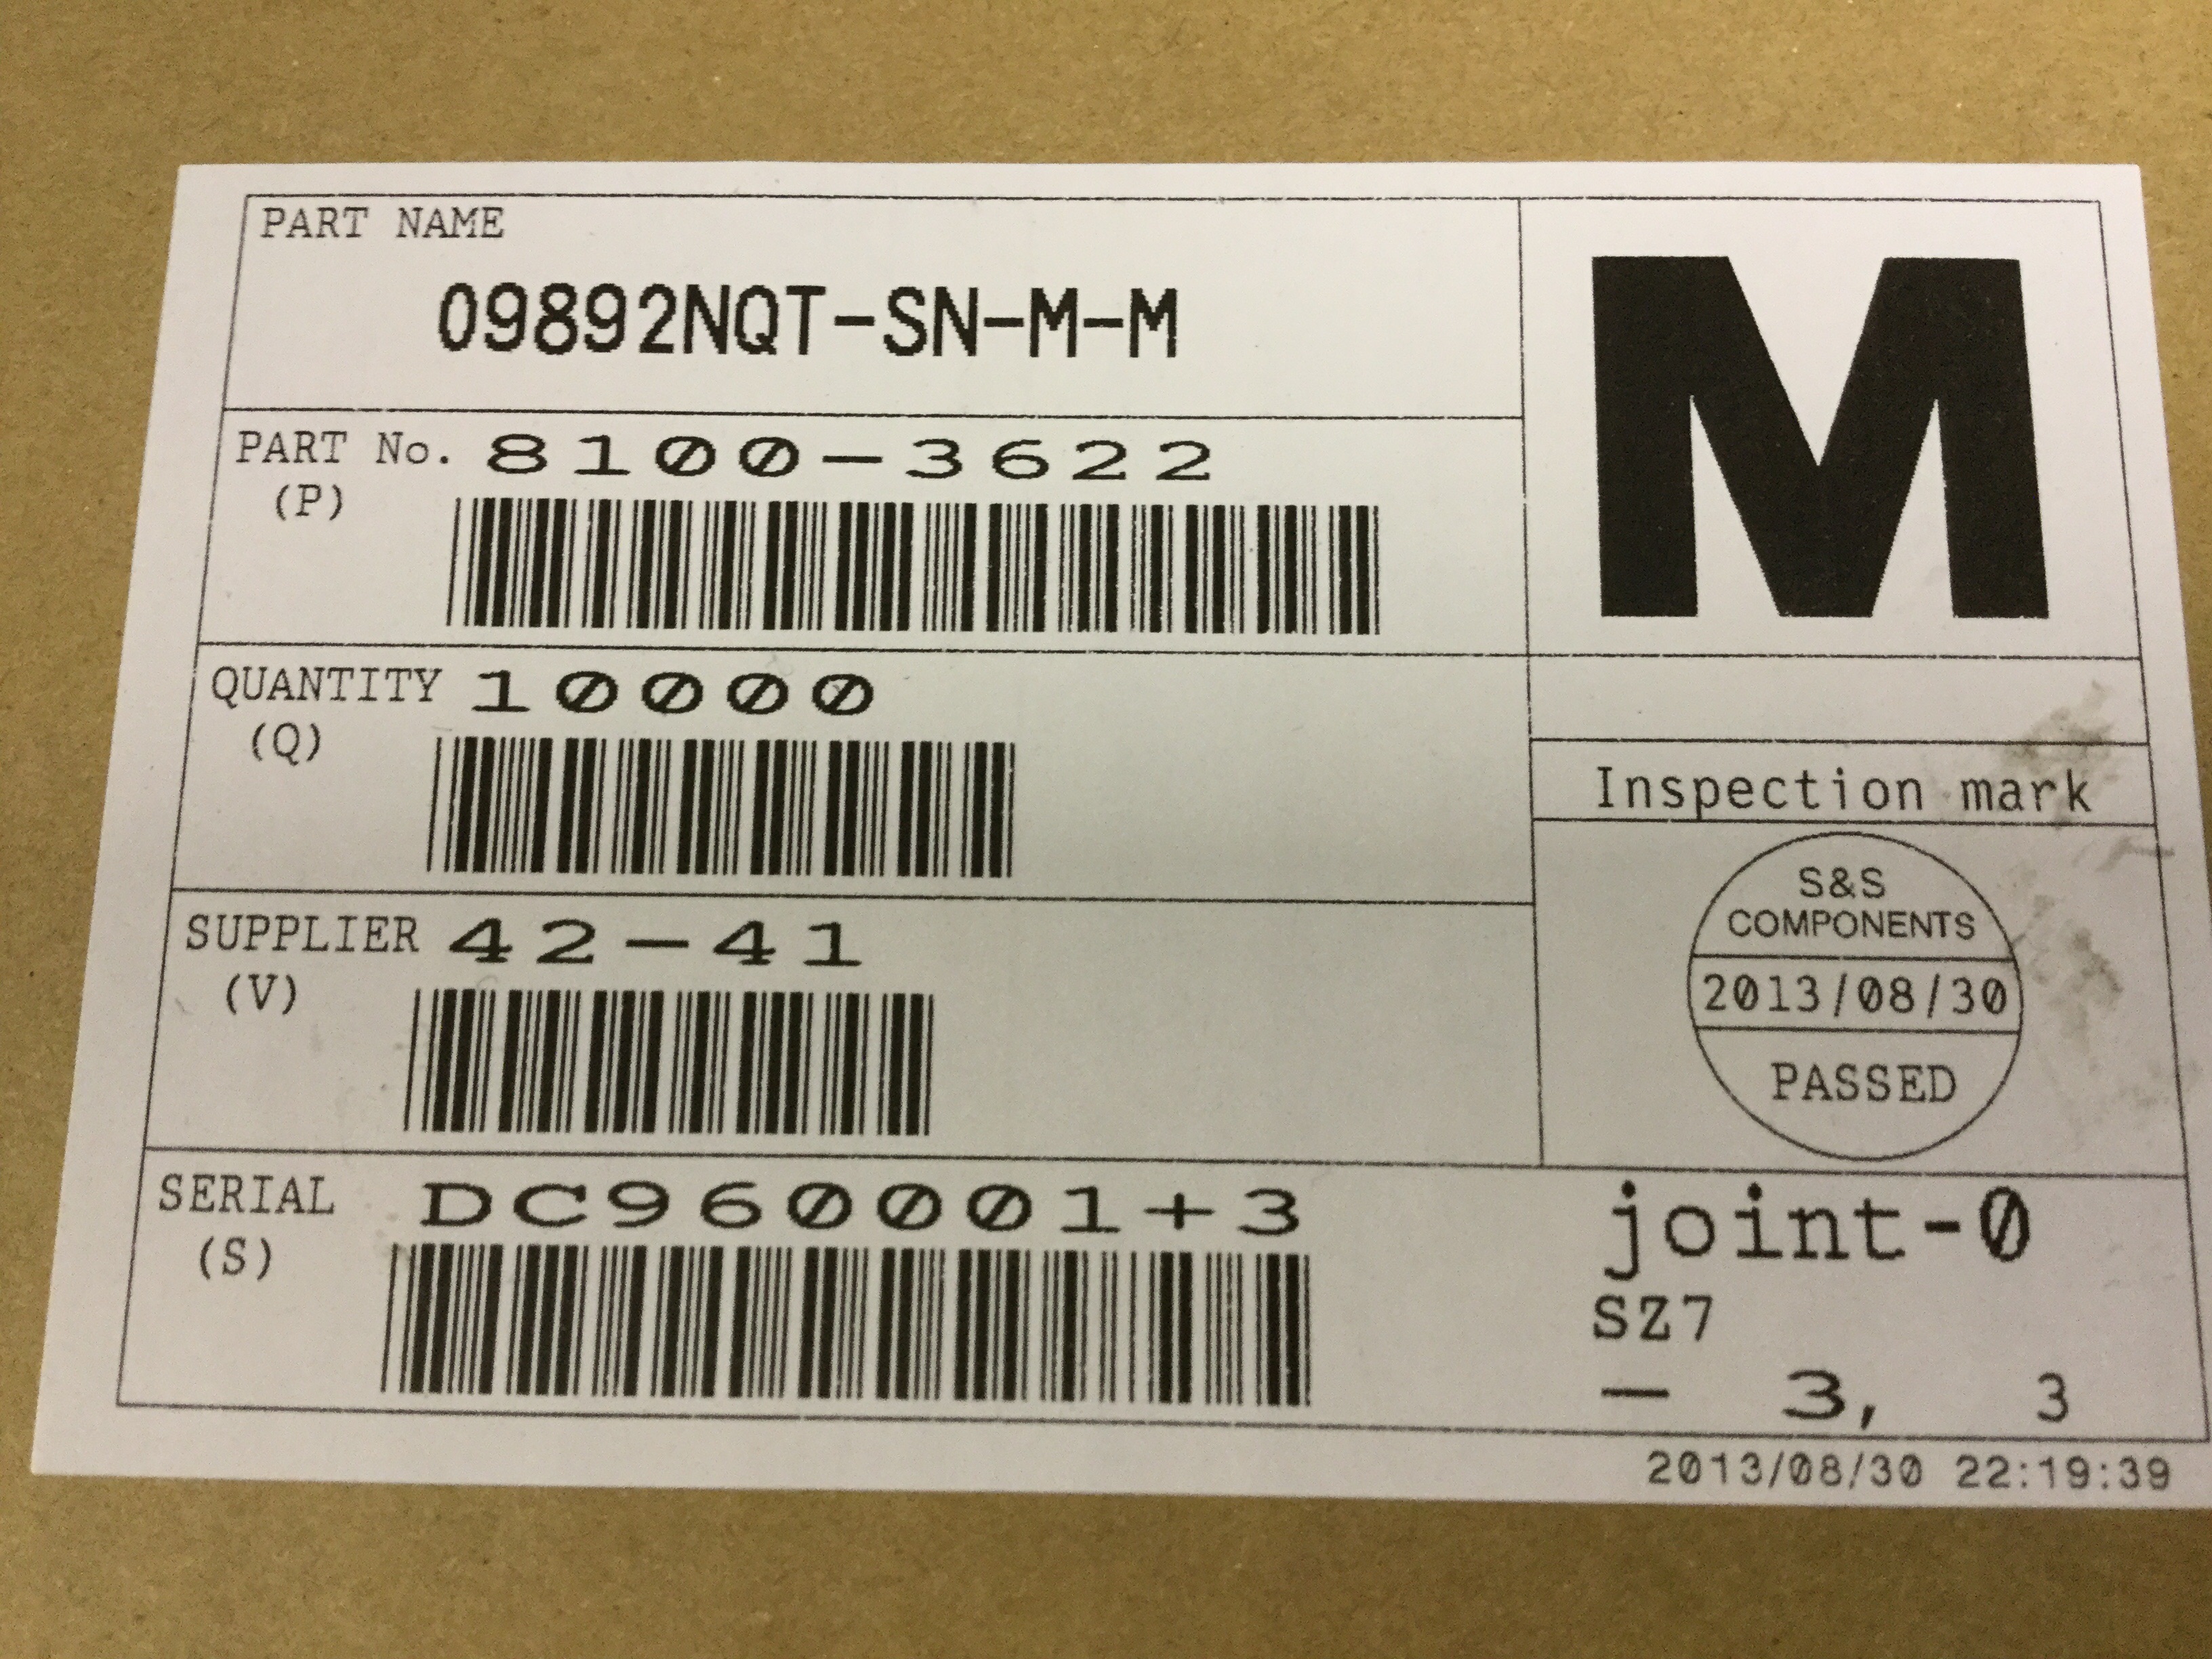 PART NAME
09892NQT-SN-M-M
M
PART No. 8100-3622
(P)
QUANTITY 10000
(Q)
Inspection mark
S&S
COMPONENTS
2013/08/30
PASSED
SUPPLIER 42-41
(V)
SERIAL DC960001+3
(S)
joint-0
SZ7
- 3, 3
2013/08/30 22:19:39